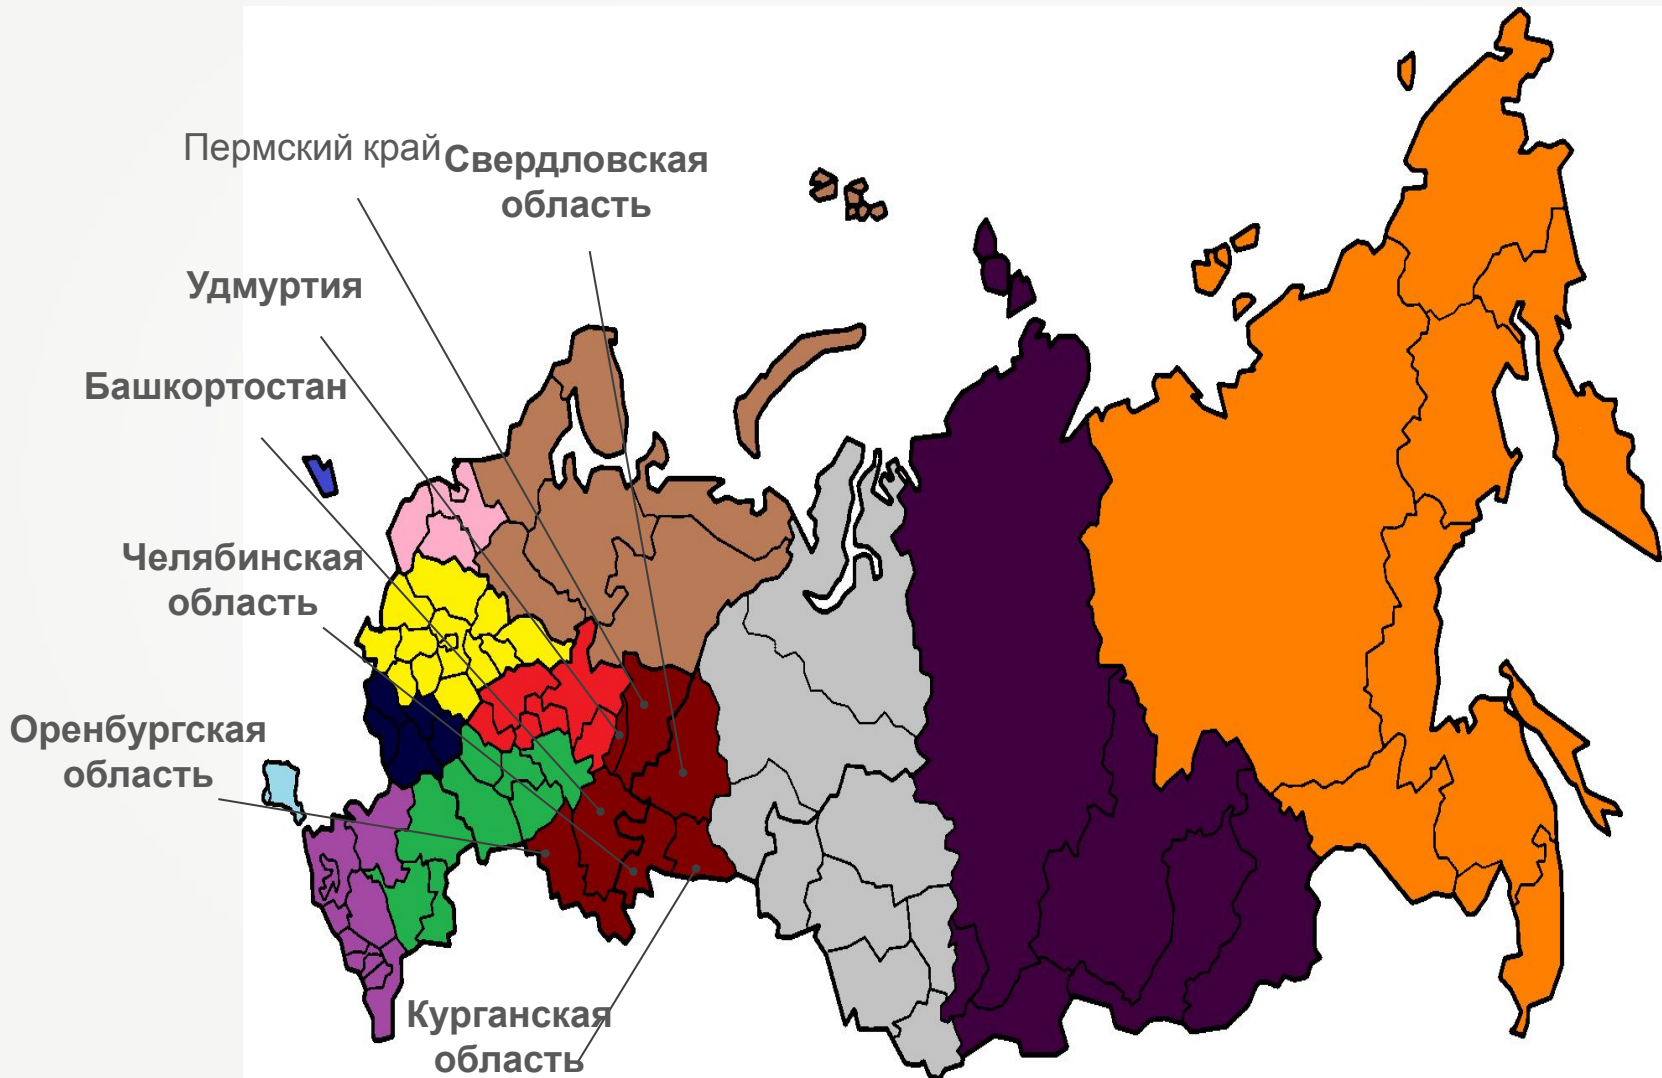 Пермский край
Свердловская
область
Удмуртия
Башкортостан
Челябинская
область
Оренбургская
область
Курганская
область